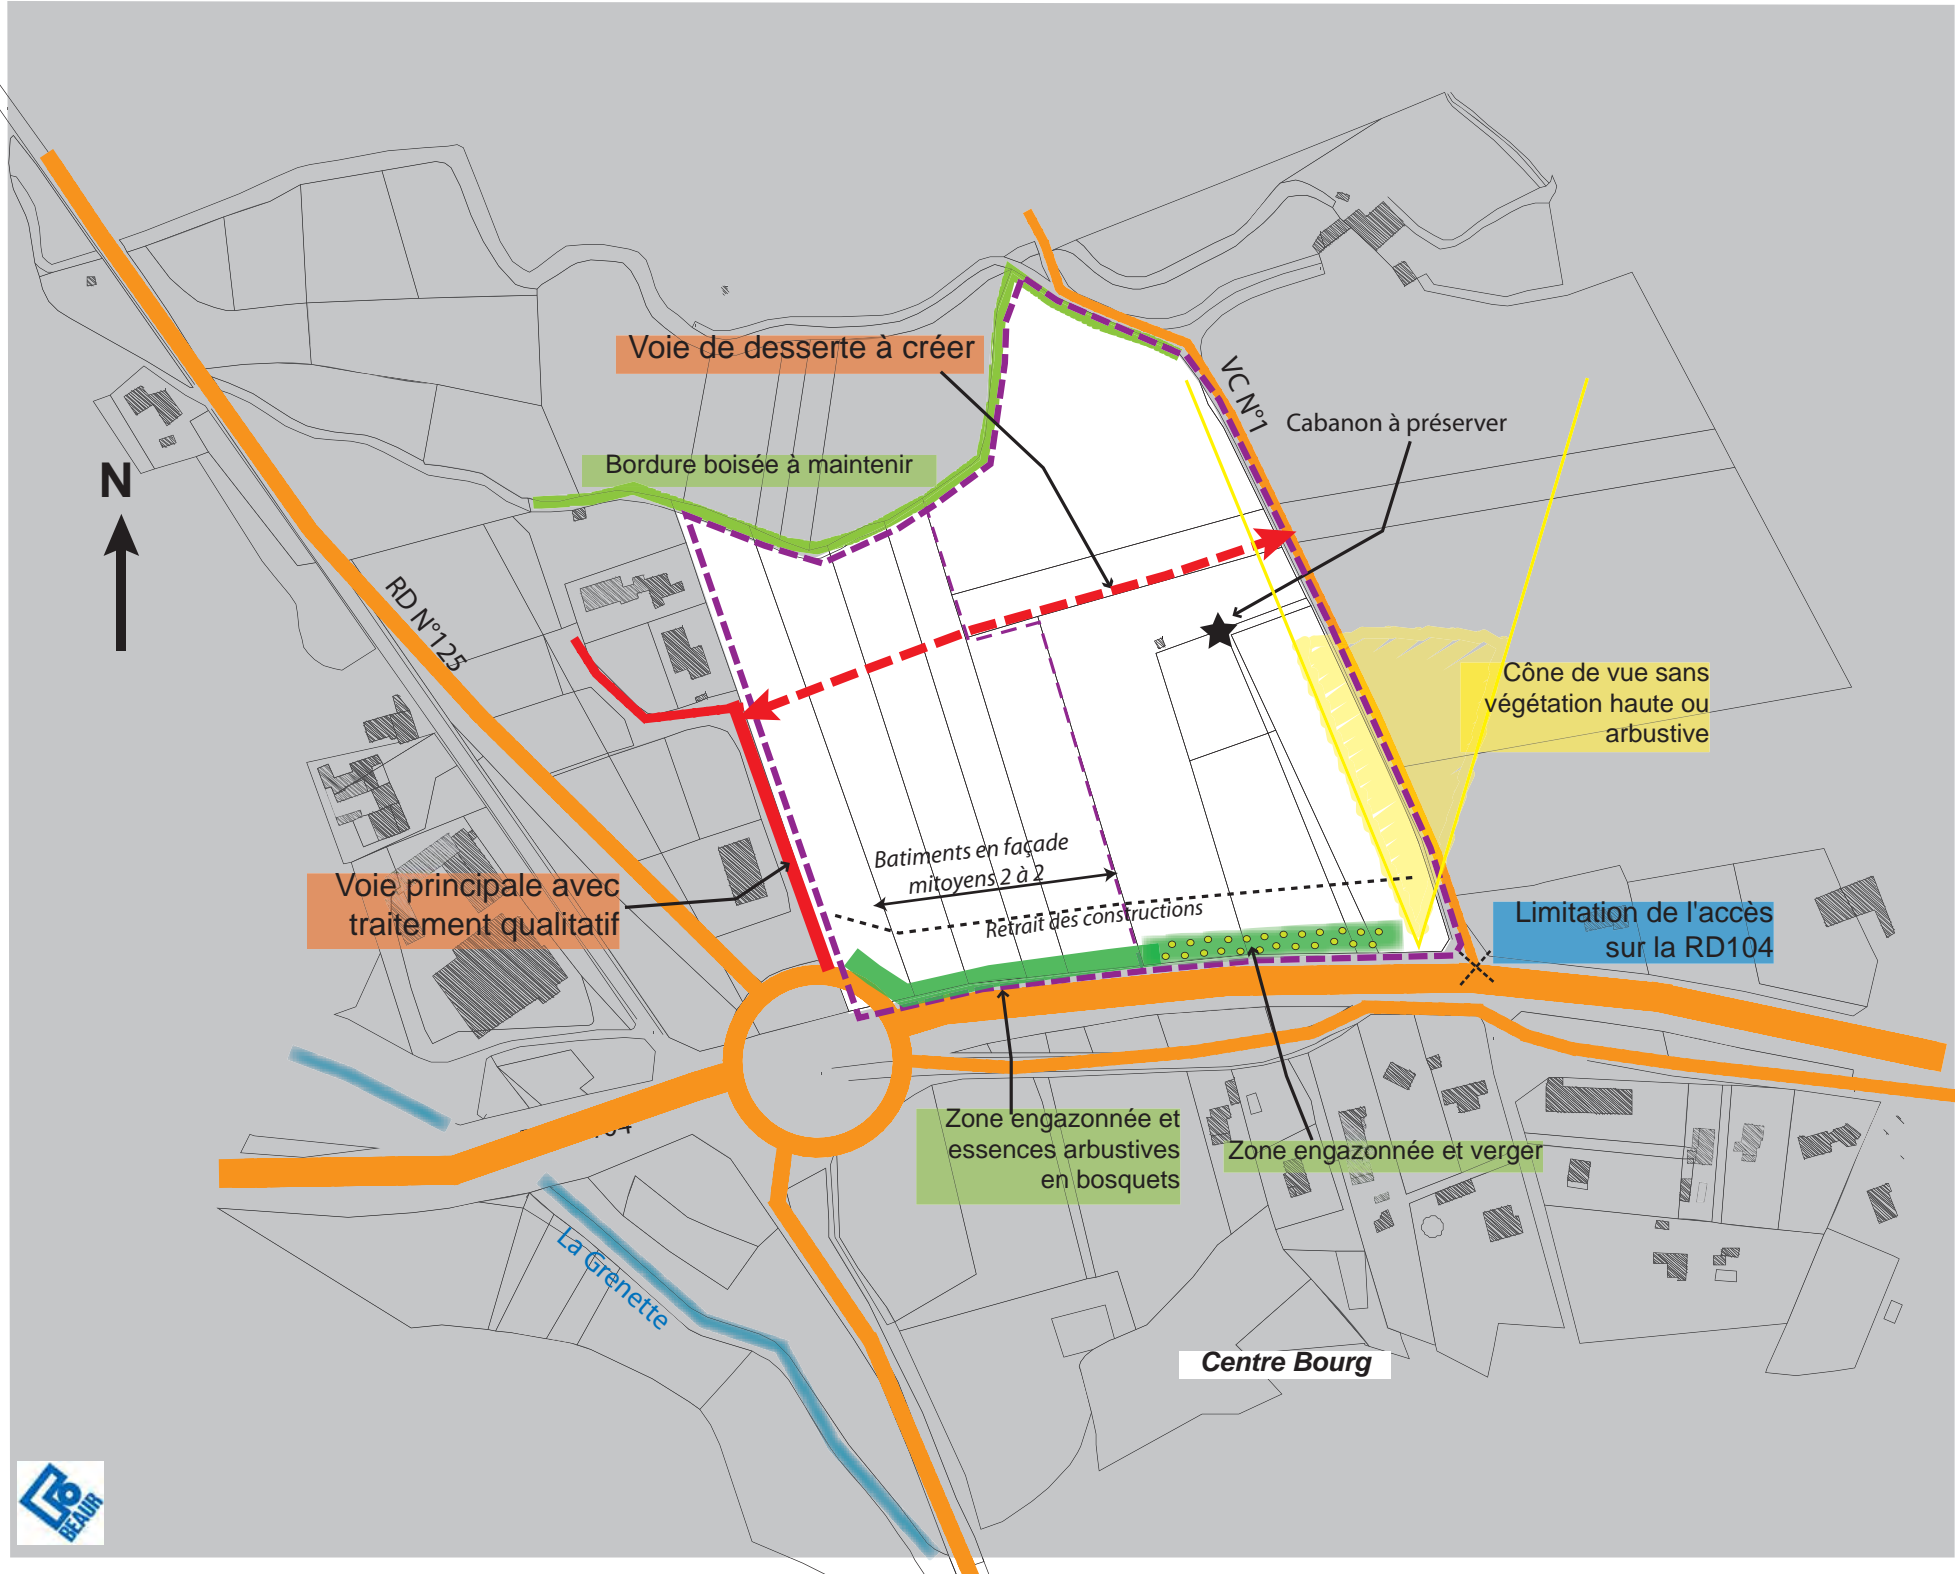 Voie de desserte à créer
VC N°1
Cabanon à préserver
Bordure boisée à maintenir
N
RD N°125
Cône de vue sans
végétation haute ou
arbustive
Batiments en façade
mitoyens 2 à 2
Voie principale avec
traitement qualitatif
Retrait des constructions
Limitation de l'accès
sur la RD104
Zone engazonnée et
essences arbustives
en bosquets
Zone engazonnée et verger
La Grenette
Centre Bourg
BEAUR